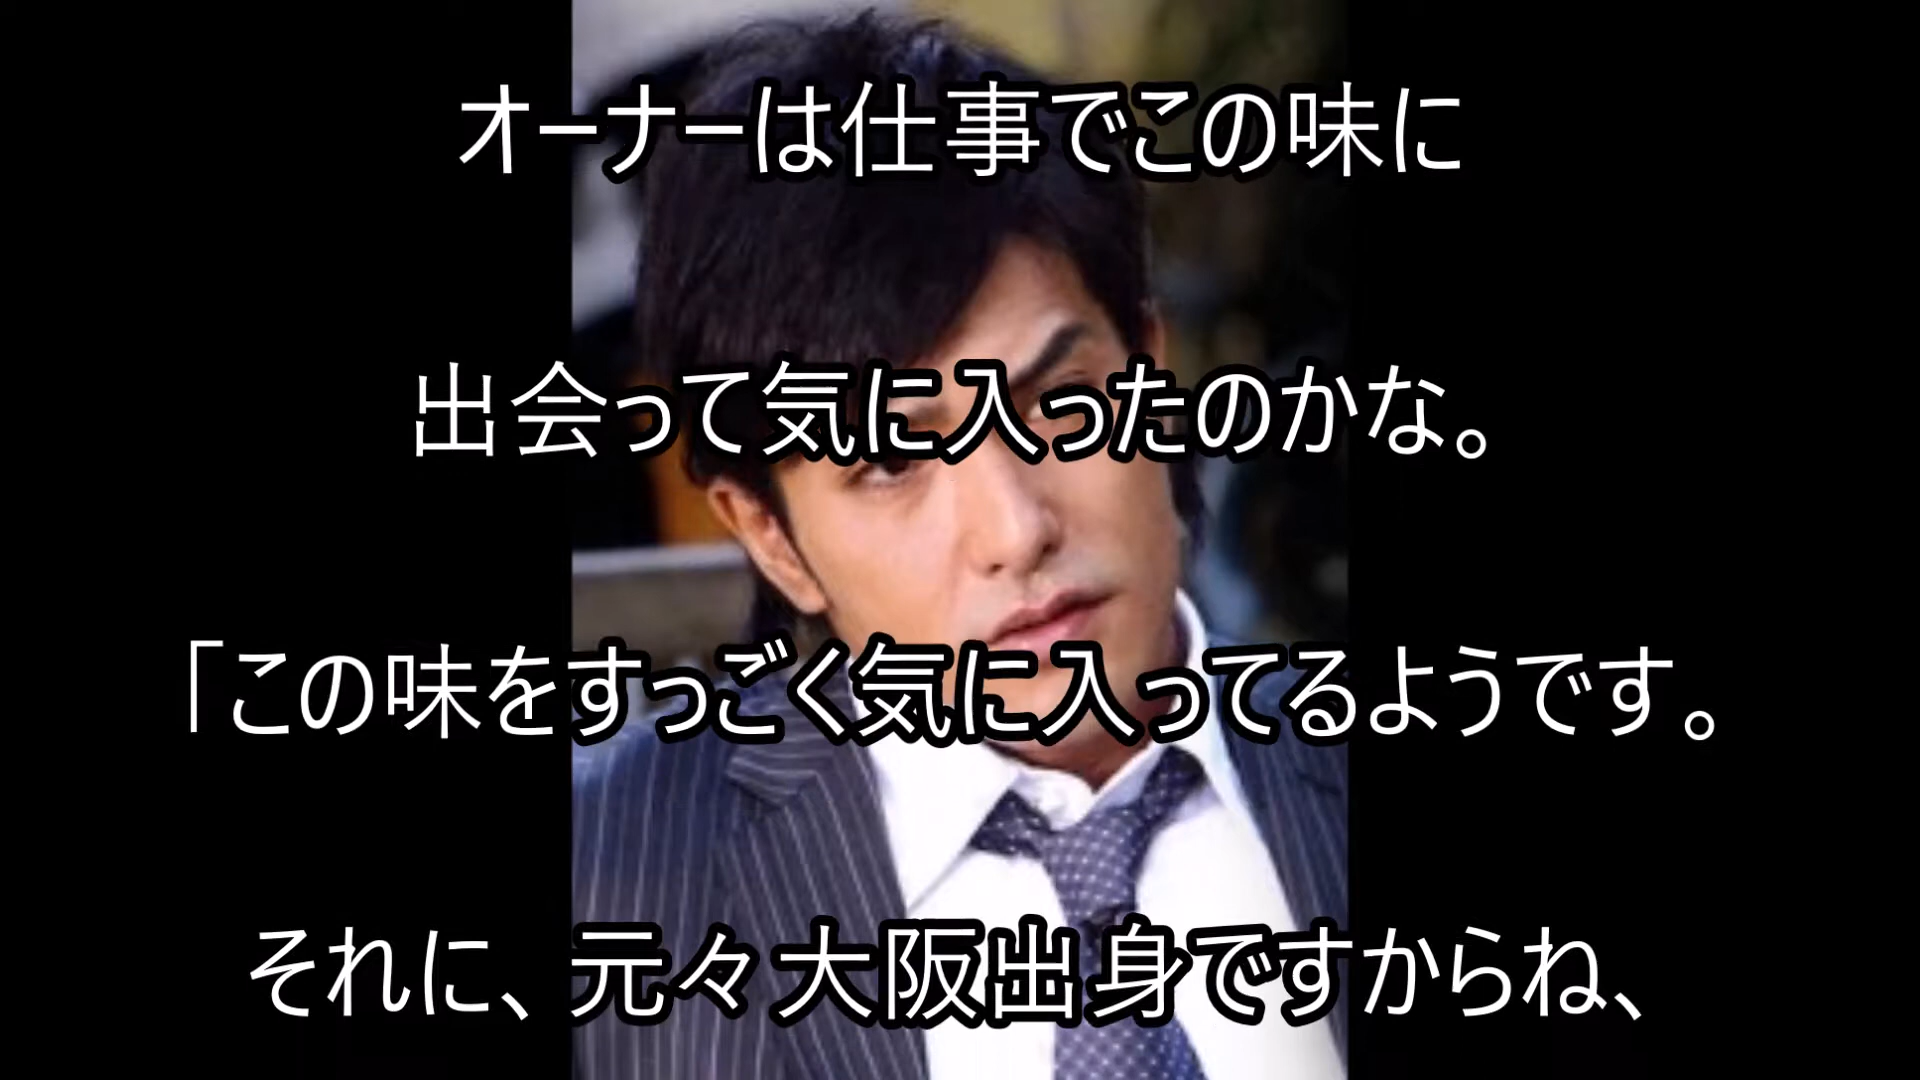 オーナーは仕事でこの味に
出会って気に入ったのかな。
「この味をすっごく気に入ってるようです。
それに、元々大阪出身ですからね、